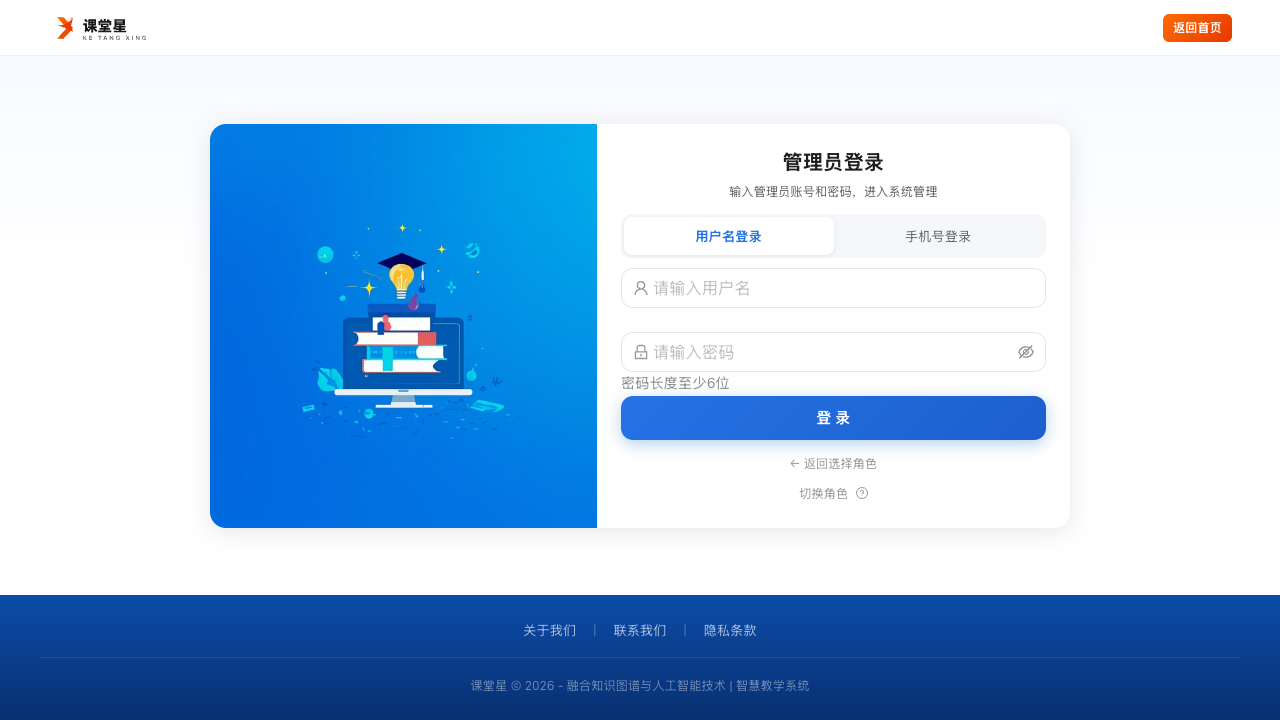 课堂星
KE TANG XING
返回首页
管理员登录
输入管理员账号和密码，进入系统管理
用户名登录
手机号登录
请输入用户名
请输入密码
密码长度至少6位
登 录
← 返回选择角色
切换角色
关于我们 | 联系我们 | 隐私条款
课堂星 © 2026 - 融合知识图谱与人工智能技术 | 智慧教学系统